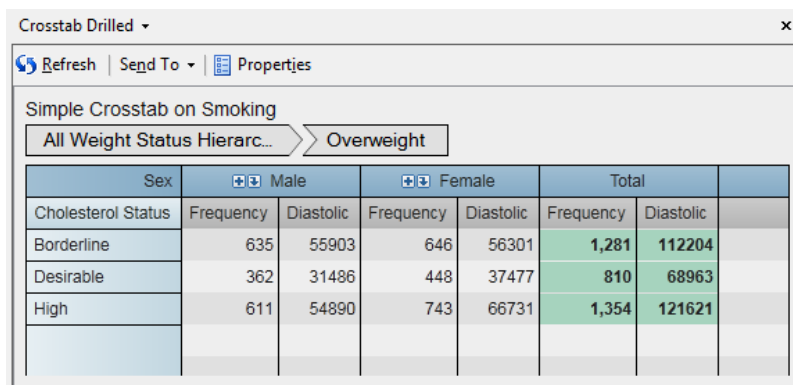 Crosstab Drilled
Refresh | Send To | Properties
Simple Crosstab on Smoking
All Weight Status Hierarc... Overweight
Sex Male Female Total
Cholesterol Status Frequency Diastolic Frequency Diastolic Frequency Diastolic
Borderline 635 55903 646 56301 1,281 112204
Desirable 362 31486 448 37477 810 68963
High 611 54890 743 66731 1,354 121621